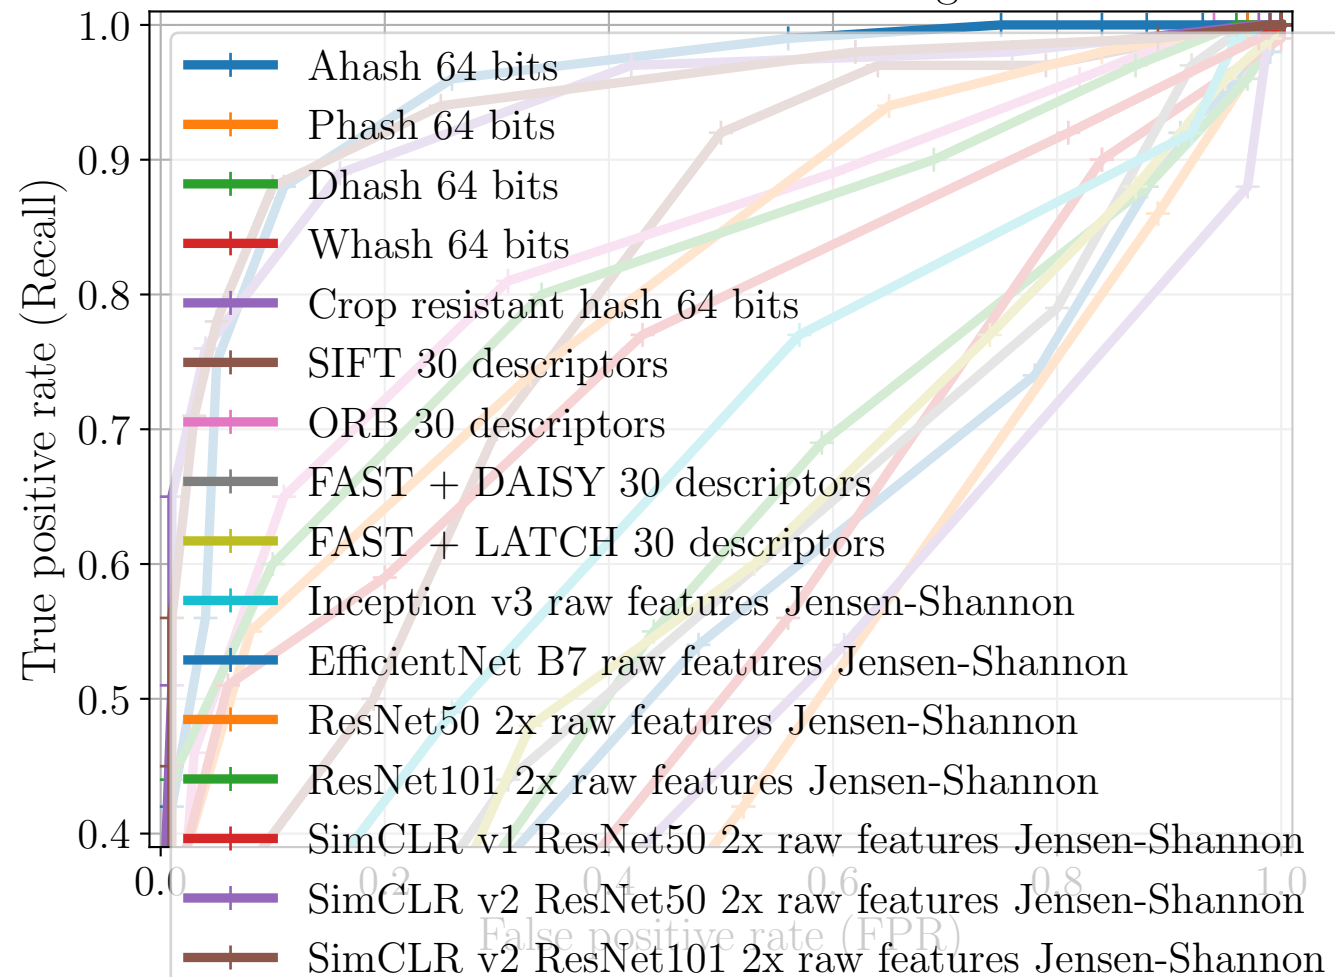 1.0
0.9
0.8
0.7
0.6
0.5
0.4
True positive rate (Recall)
Ahash 64 bits
Phash 64 bits
Dhash 64 bits
Whash 64 bits
Crop resistant hash 64 bits
SIFT 30 descriptors
ORB 30 descriptors
FAST + DAISY 30 descriptors
FAST + LATCH 30 descriptors
Inception v3 raw features Jensen-Shannon
EfficientNet B7 raw features Jensen-Shannon
ResNet50 2x raw features Jensen-Shannon
ResNet101 2x raw features Jensen-Shannon
SimCLR v1 ResNet50 2x raw features Jensen-Shannon
SimCLR v2 ResNet50 2x raw features Jensen-Shannon
SimCLR v2 ResNet101 2x raw features Jensen-Shannon
0.0 0.2 0.4 0.6 0.8 1.0
False positive rate (FPR)